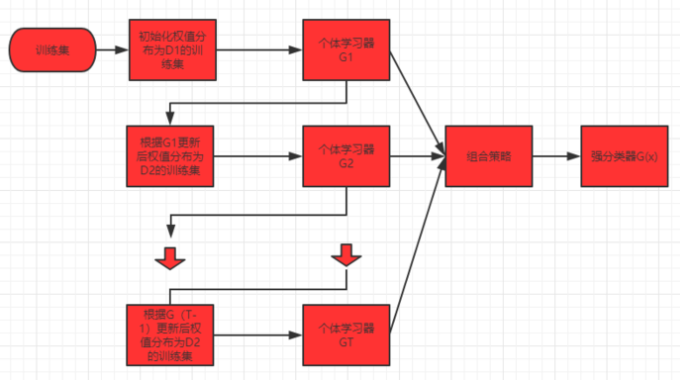 训练集
初始化权值分
布为D1的训
练集
个体学习器
G1
根据G1更新
后权值分布为
D2的训练集
个体学习器
G2
组合策略
强分类器G(x)
根据G（T-
1）更新后权
值分布为D2
的训练集
个体学习器
GT